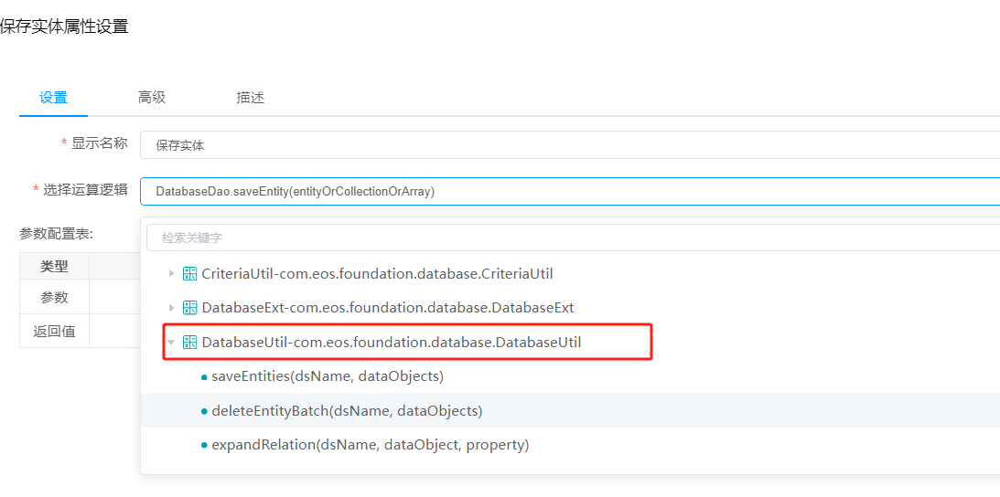 保存实体属性设置
设置 高级 描述
* 显示名称 保存实体
* 选择运算逻辑 DatabaseDao.saveEntity(entityOrCollectionOrArray)
参数配置表:
检索关键字
类型
CriteriaUtil-com.eos.foundation.database.CriteriaUtil
参数
DatabaseExt-com.eos.foundation.database.DatabaseExt
返回值
DatabaseUtil-com.eos.foundation.database.DatabaseUtil
saveEntities(dsName, dataObjects)
deleteEntityBatch(dsName, dataObjects)
expandRelation(dsName, dataObject, property)